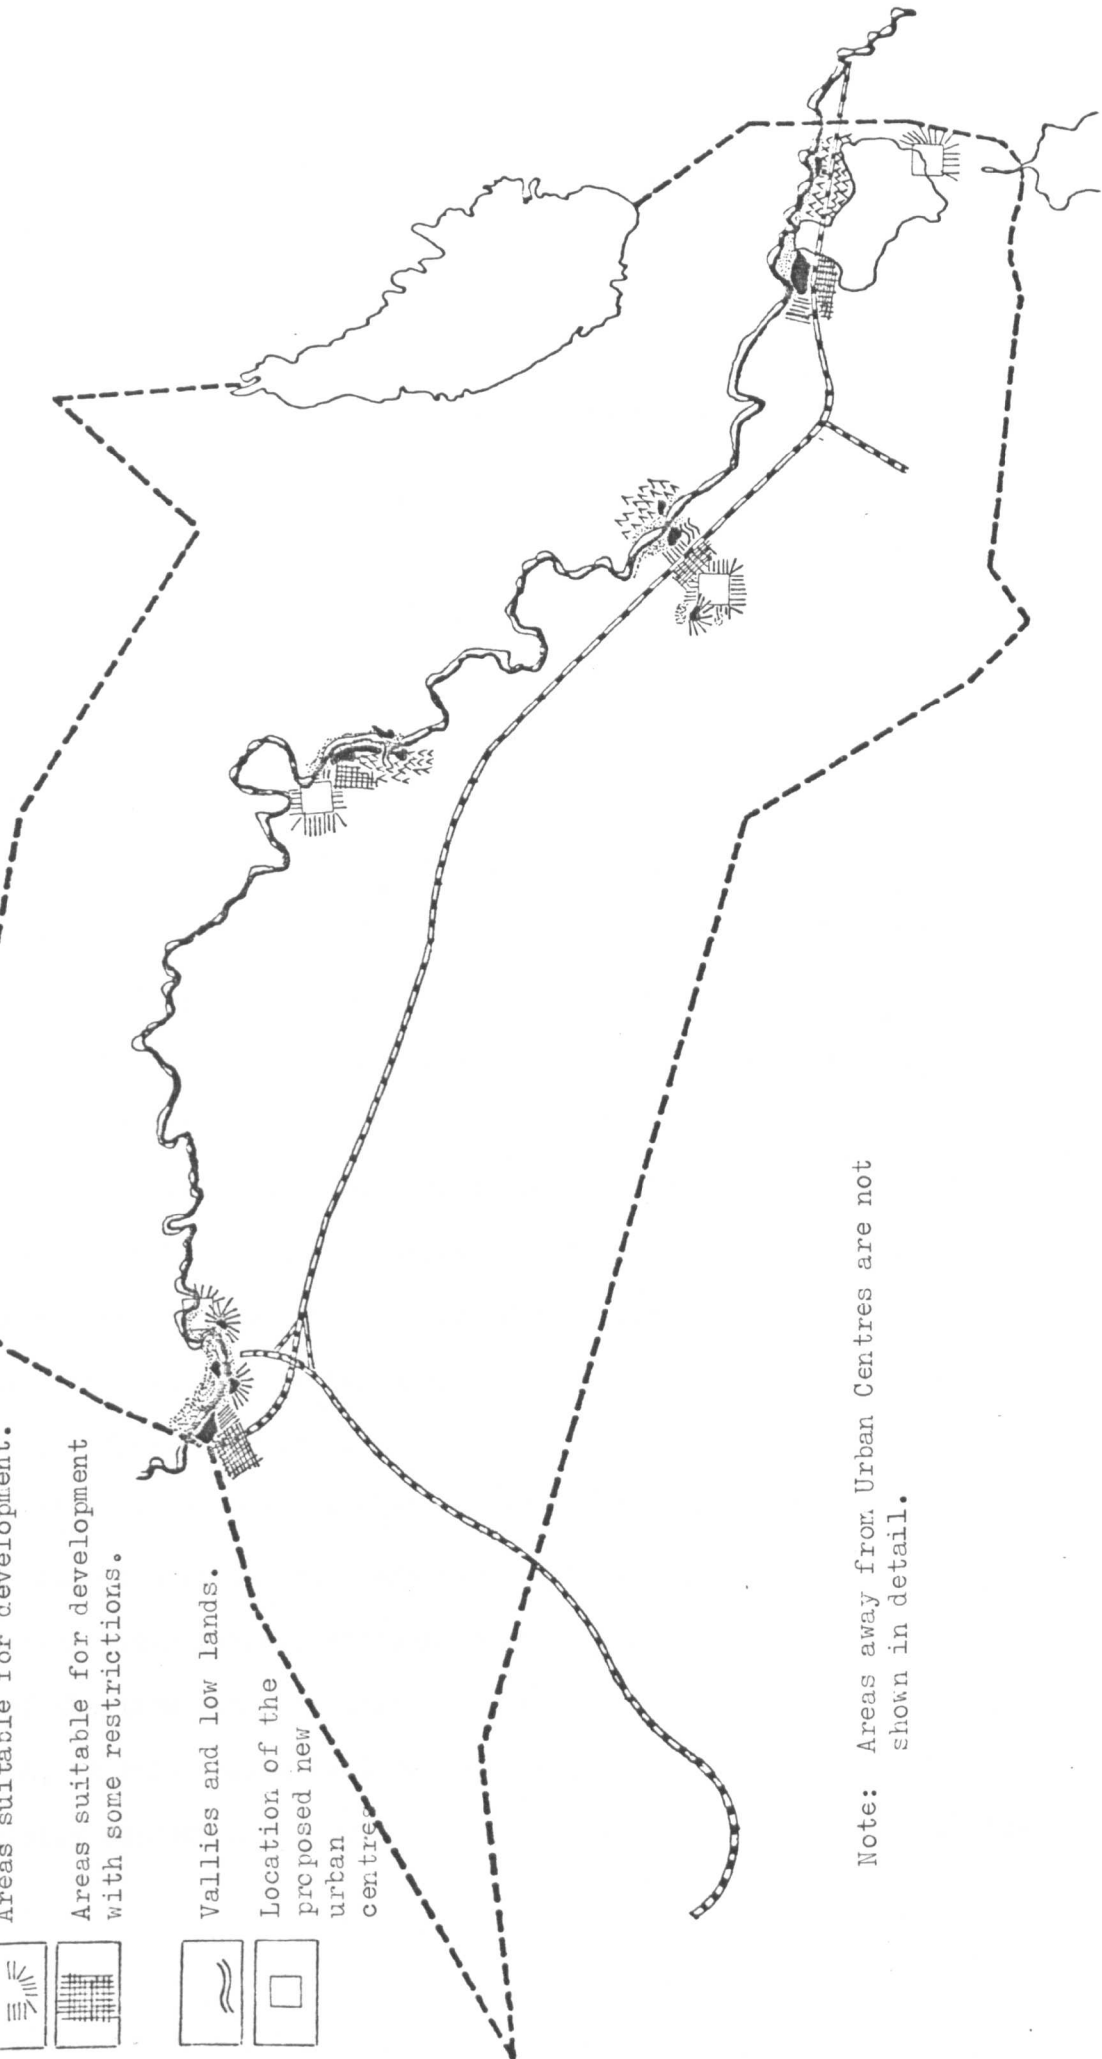 Areas suitable for development.
Areas suitable for development
with some restrictions.
Vallies and low lands.
Location of the
proposed new
urban
centres
Note: Areas away from Urban Centres are not
shown in detail.